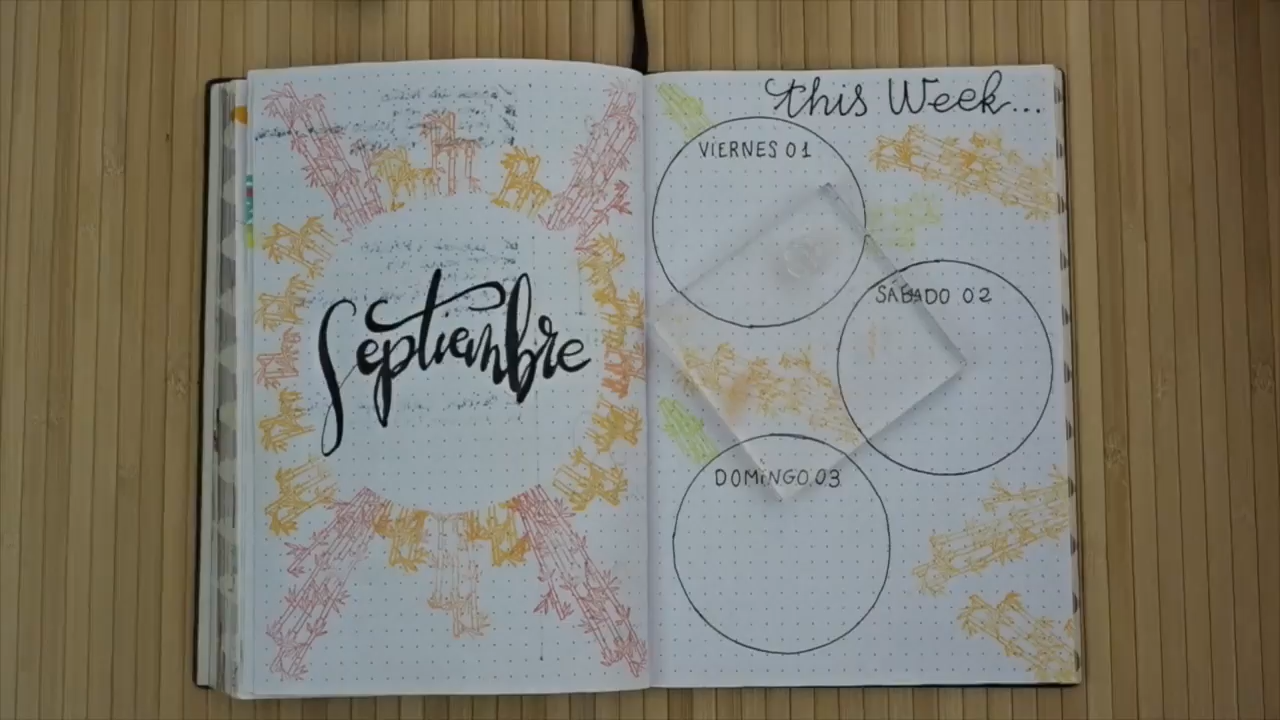 Septiembre
this Week...
VIERNES 01
SÁBADO 02
DOMINGO 03